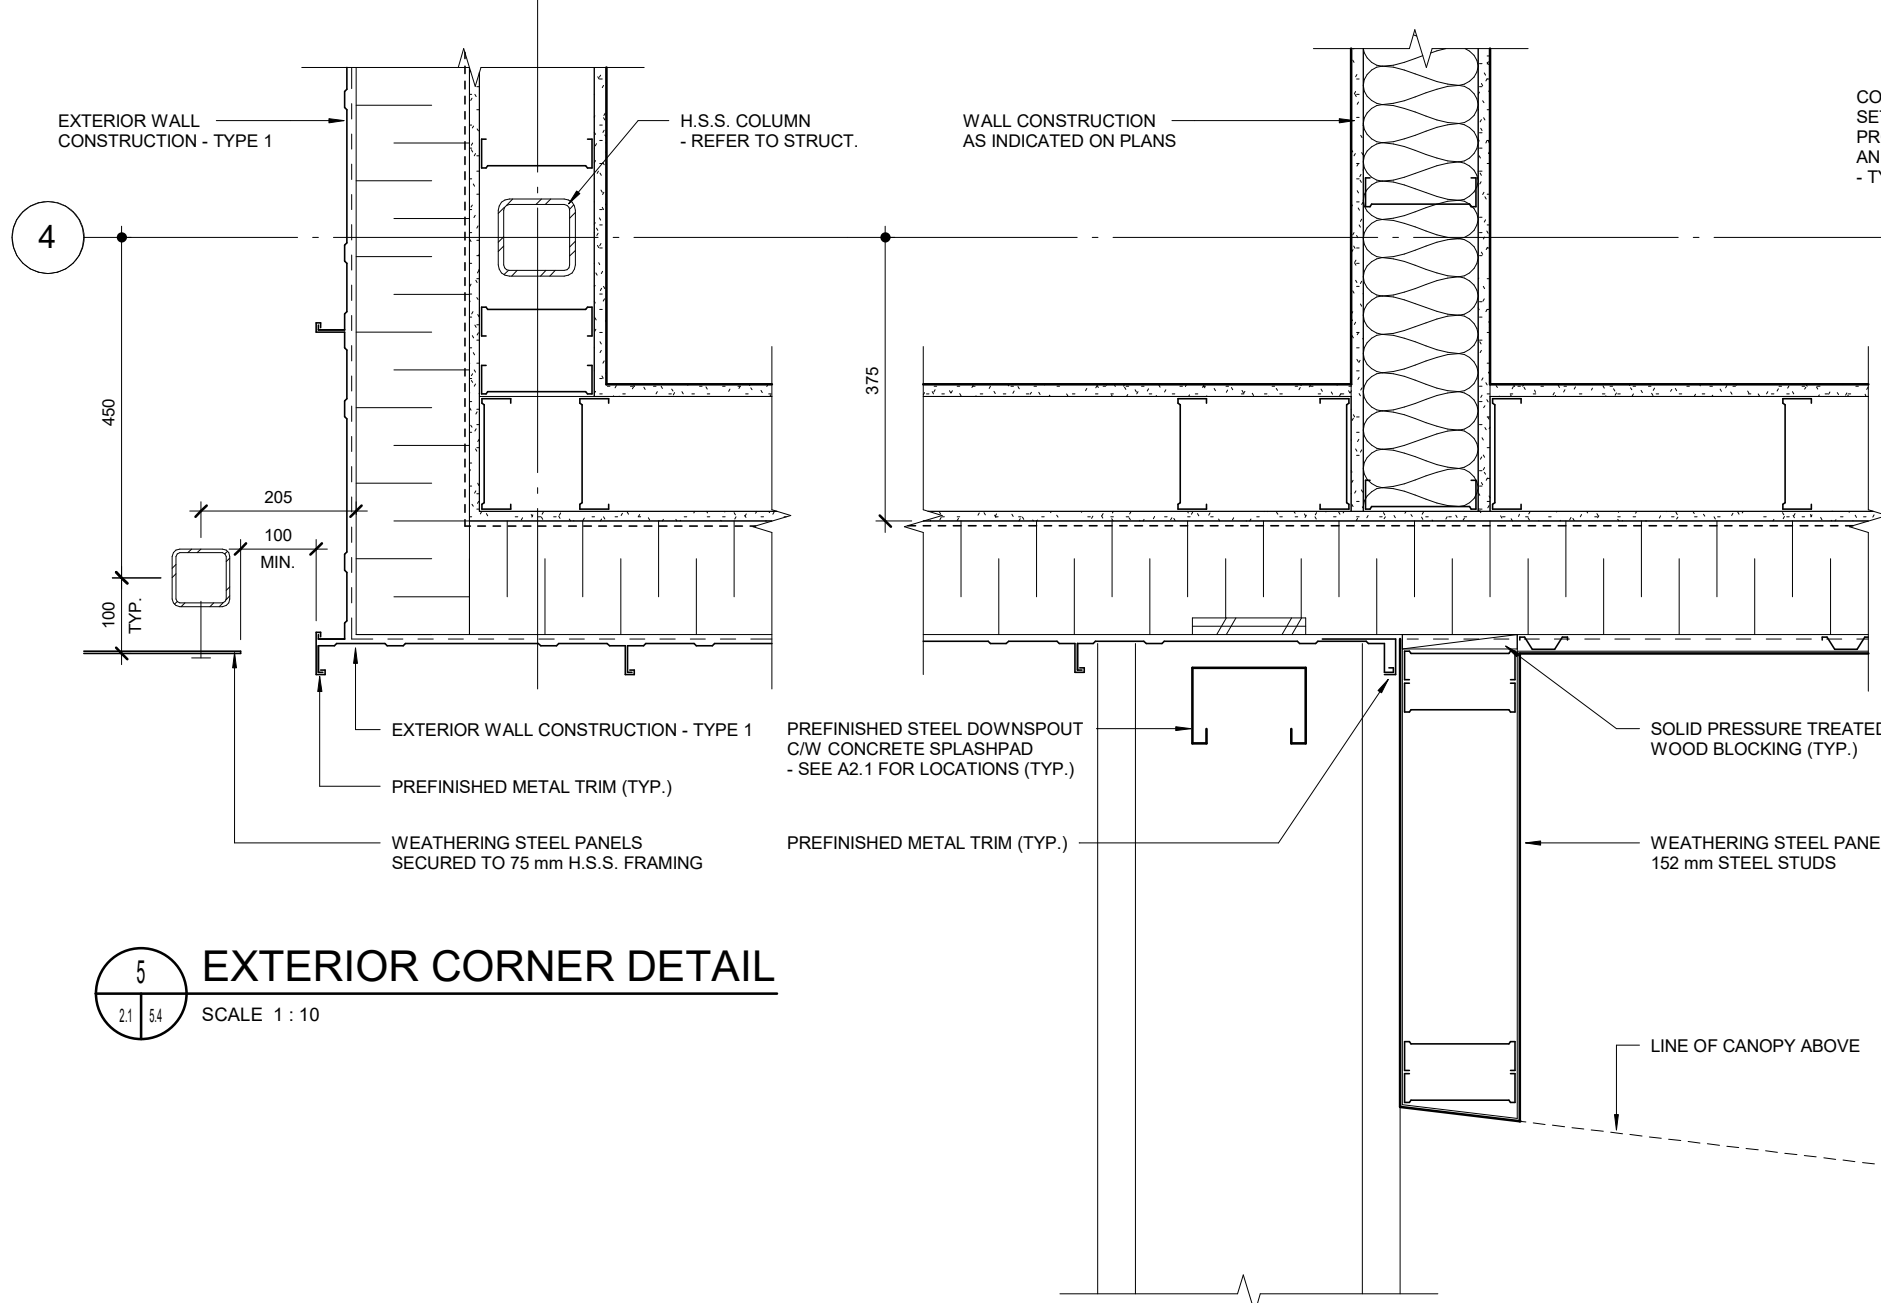 EXTERIOR WALL
CONSTRUCTION - TYPE 1
H.S.S. COLUMN
- REFER TO STRUCT.
WALL CONSTRUCTION
AS INDICATED ON PLANS
4
450
375
205
100
MIN.
100
TYP.
EXTERIOR WALL CONSTRUCTION - TYPE 1
PREFINISHED METAL TRIM (TYP.)
WEATHERING STEEL PANELS
SECURED TO 75 mm H.S.S. FRAMING
PREFINISHED STEEL DOWNSPOUT
C/W CONCRETE SPLASHPAD
- SEE A2.1 FOR LOCATIONS (TYP.)
PREFINISHED METAL TRIM (TYP.)
SOLID PRESSURE TREATED
WOOD BLOCKING (TYP.)
WEATHERING STEEL PANE
152 mm STEEL STUDS
LINE OF CANOPY ABOVE
5
2.1 5.4
EXTERIOR CORNER DETAIL
SCALE 1 : 10